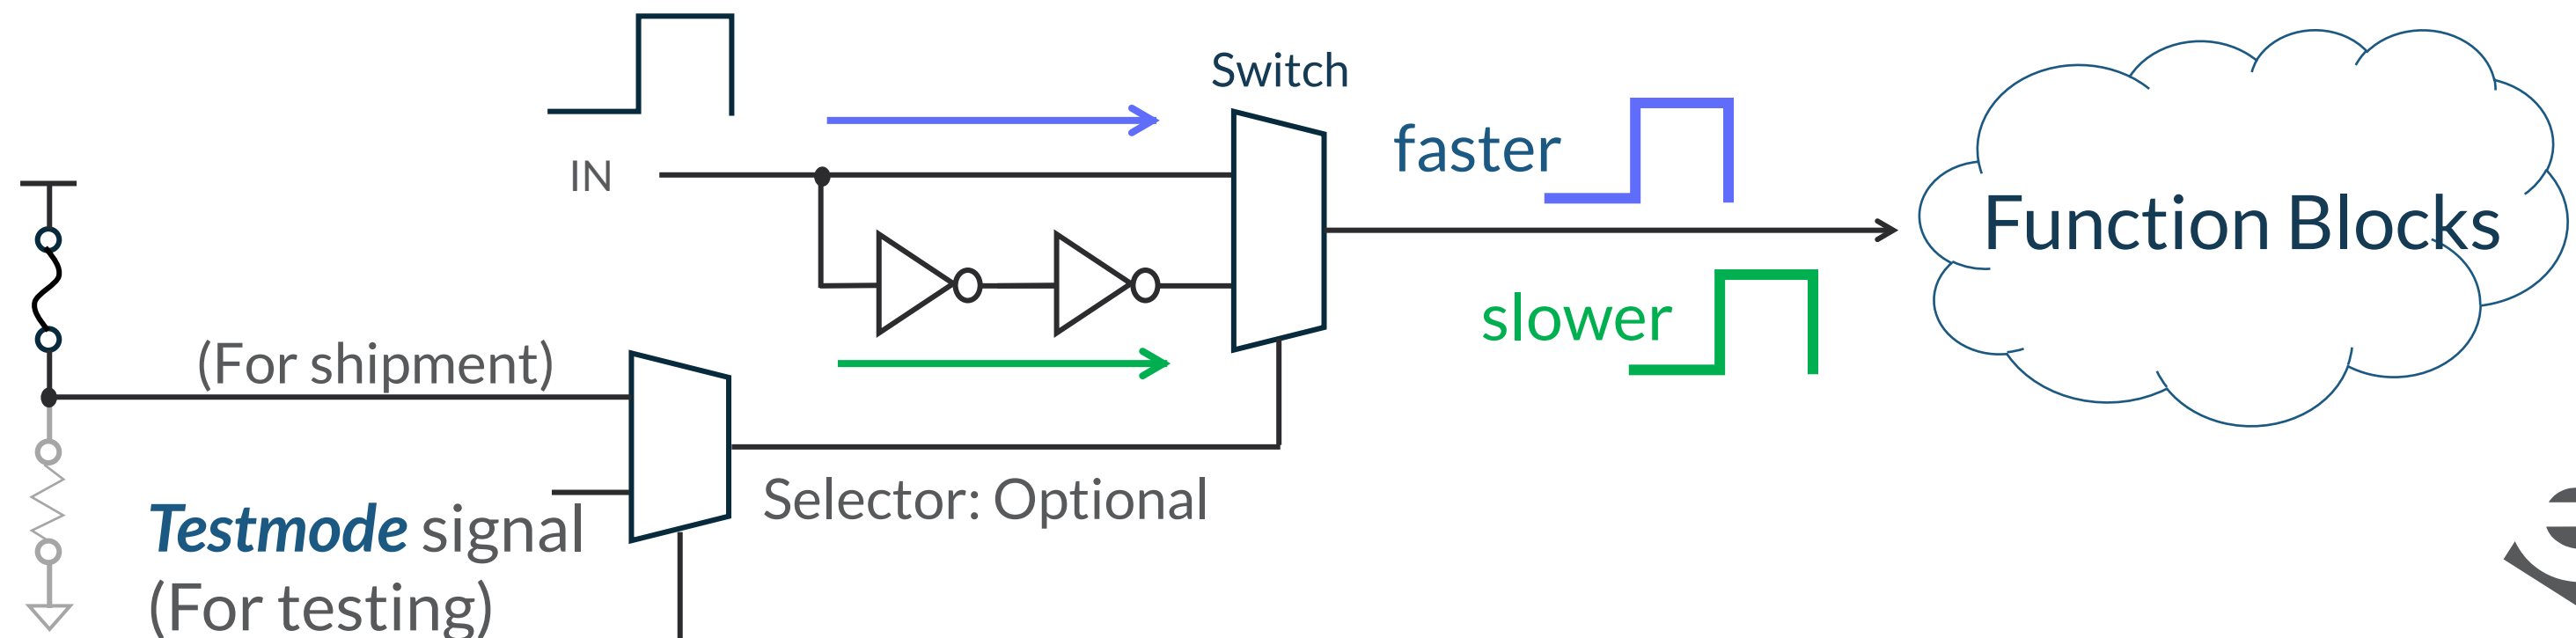 Switch
faster
IN
Function Blocks
slower
(For shipment)
Selector: Optional
Testmode signal
(For testing)